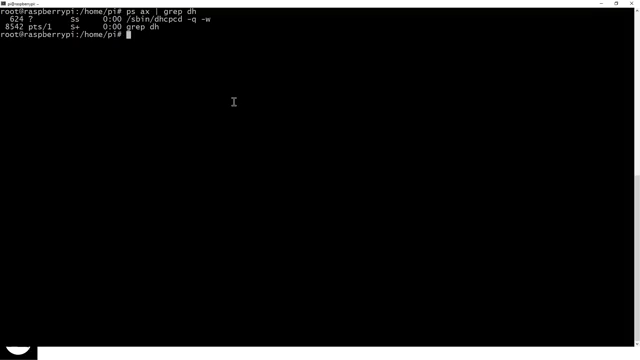 pi@raspberrypi: ~
root@raspberrypi:/home/pi# ps ax | grep dh
624 ? Ss 0:00 /sbin/dhcpcd -q -w
8542 pts/1 S+ 0:00 grep dh
root@raspberrypi:/home/pi#